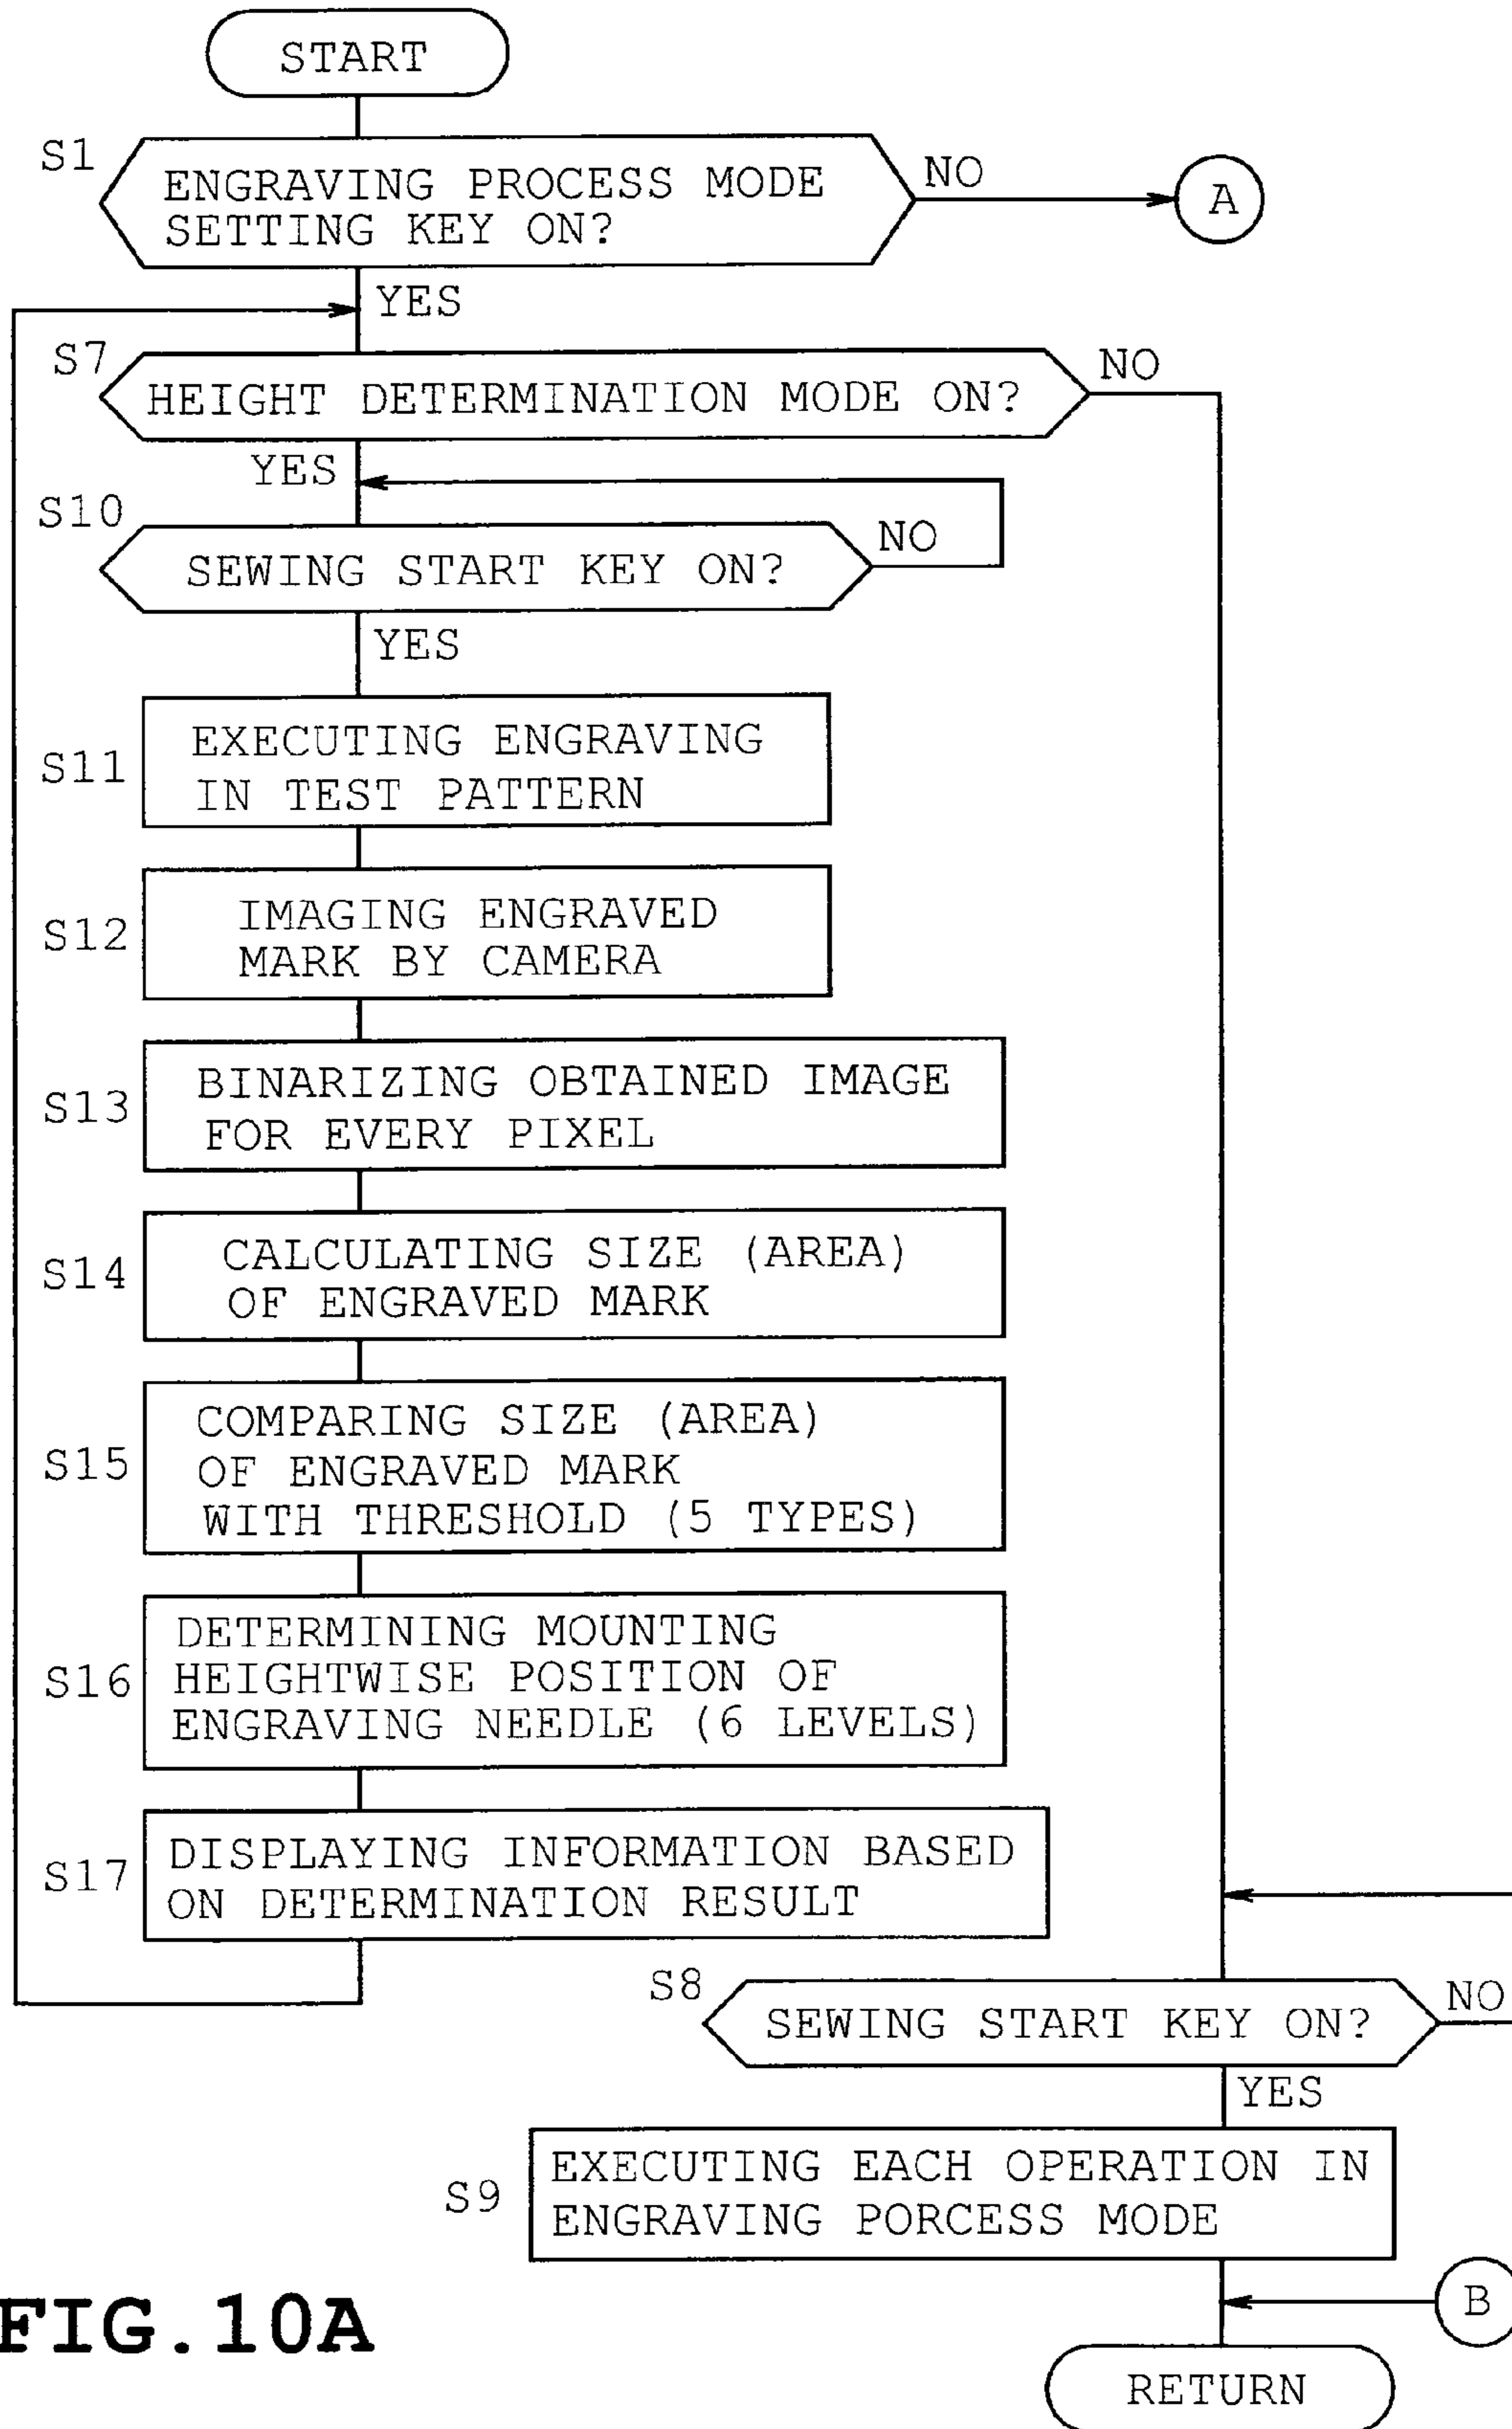 START
S1
ENGRAVING PROCESS MODE
SETTING KEY ON?
NO
A
YES
S7
HEIGHT DETERMINATION MODE ON?
NO
YES
S10
SEWING START KEY ON?
NO
YES
S11
EXECUTING ENGRAVING
IN TEST PATTERN
S12
IMAGING ENGRAVED
MARK BY CAMERA
S13
BINARIZING OBTAINED IMAGE
FOR EVERY PIXEL
S14
CALCULATING SIZE (AREA)
OF ENGRAVED MARK
S15
COMPARING SIZE (AREA)
OF ENGRAVED MARK
WITH THRESHOLD (5 TYPES)
S16
DETERMINING MOUNTING
HEIGHTWISE POSITION OF
ENGRAVING NEEDLE (6 LEVELS)
S17
DISPLAYING INFORMATION BASED
ON DETERMINATION RESULT
S8
SEWING START KEY ON?
NO
YES
S9
EXECUTING EACH OPERATION IN
ENGRAVING PORCESS MODE
B
RETURN
FIG.10A